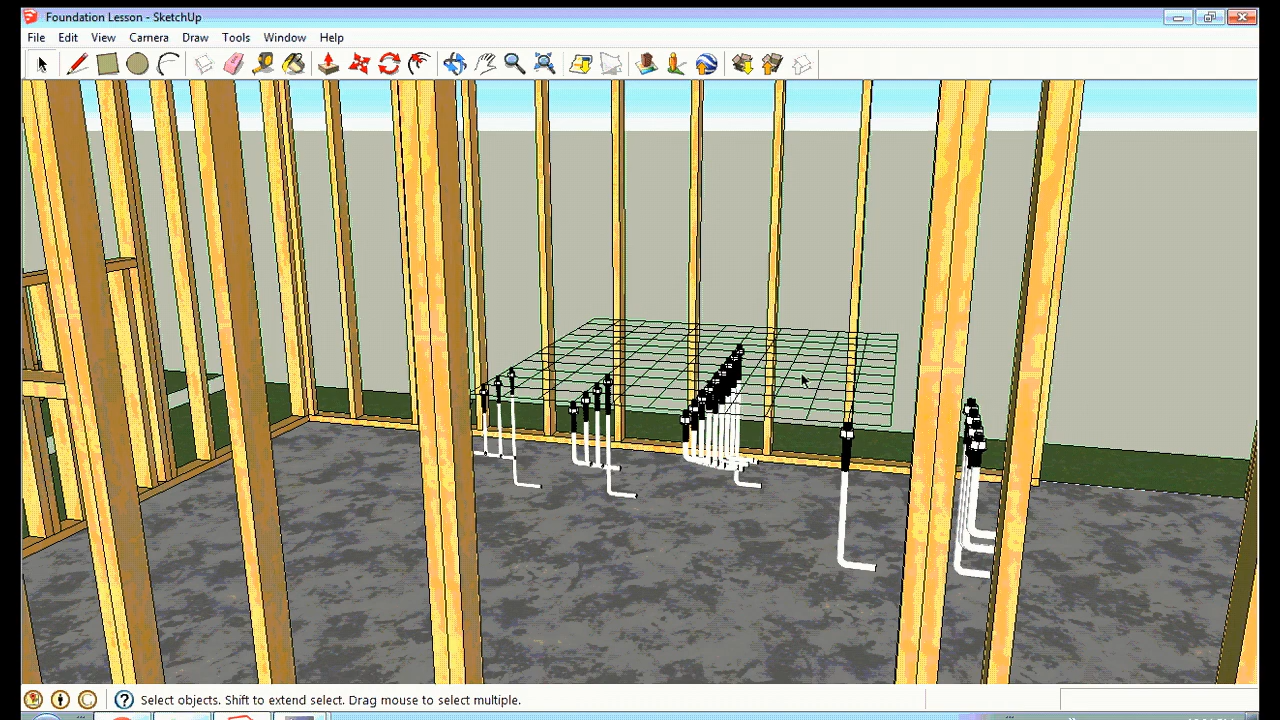 Foundation Lesson - SketchUp
File Edit View Camera Draw Tools Window Help
Select objects. Shift to extend select. Drag mouse to select multiple.